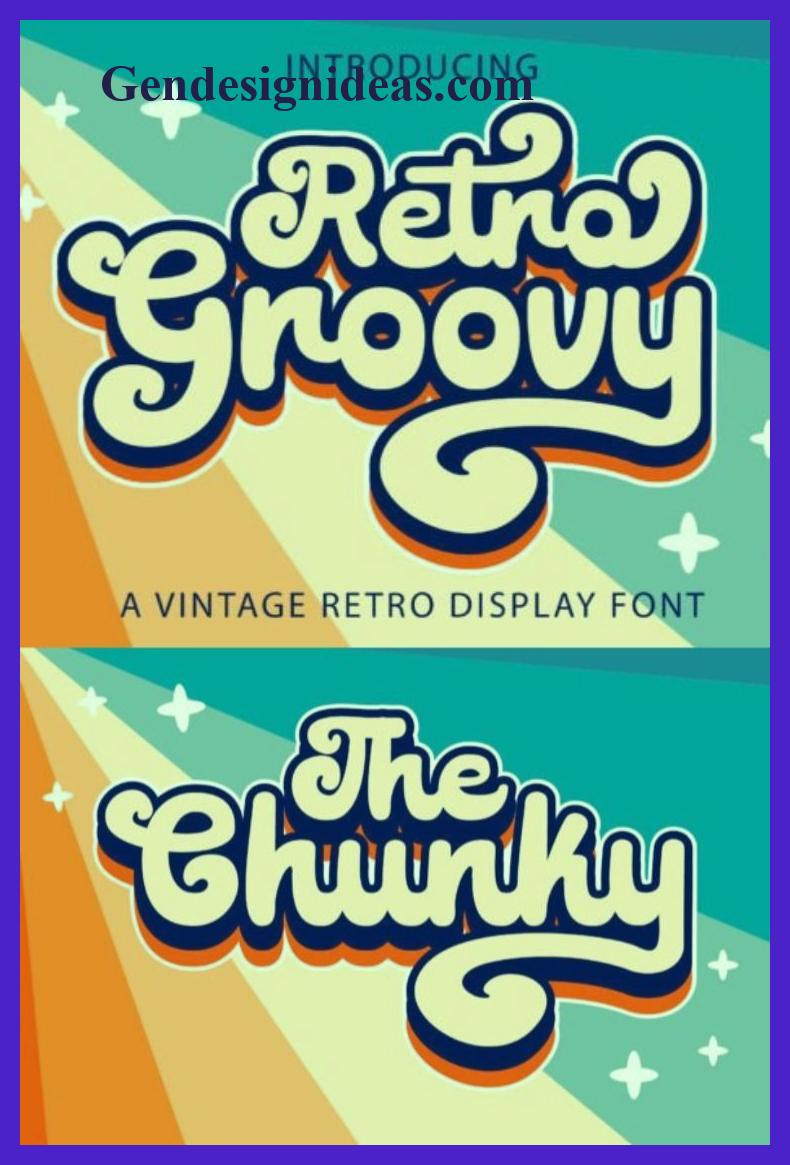 INTRODUCING
Gendesignideas.com
Retro
Groovy
A VINTAGE RETRO DISPLAY FONT
The
Chunky